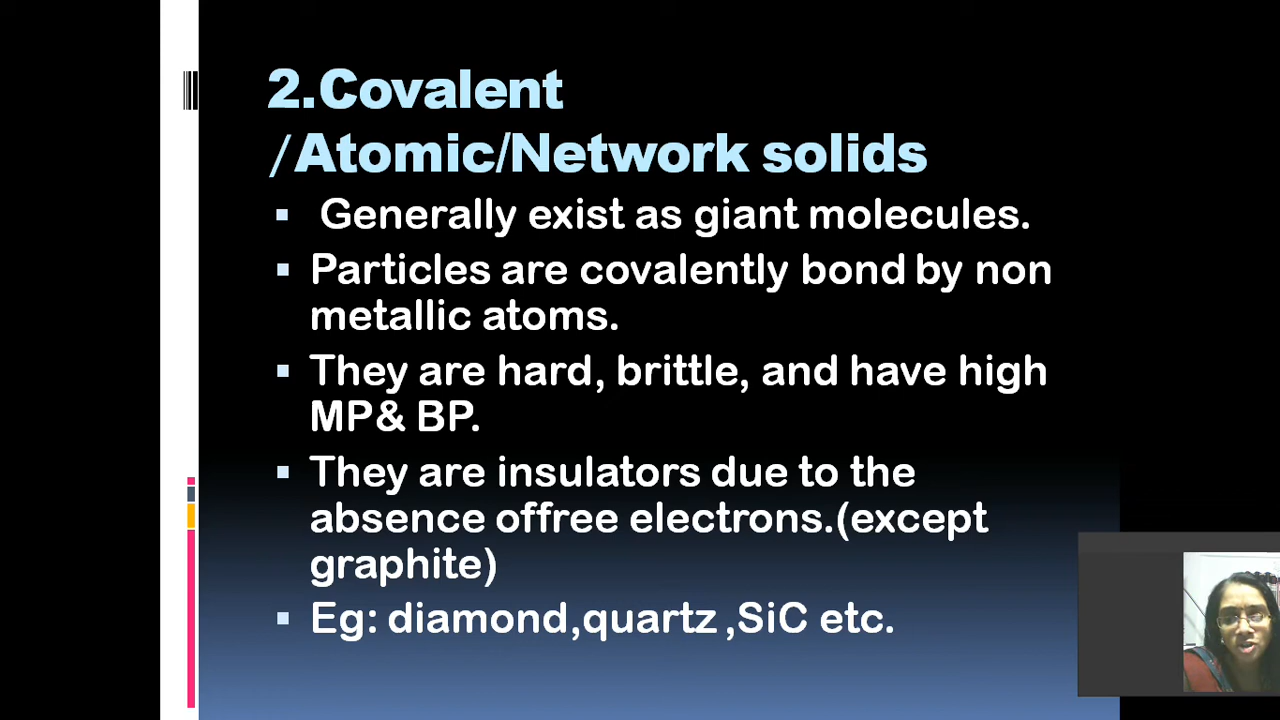 2.Covalent
/Atomic/Network solids
▪ Generally exist as giant molecules.
▪ Particles are covalently bond by non
metallic atoms.
▪ They are hard, brittle, and have high
MP& BP.
▪ They are insulators due to the
absence offree electrons.(except
graphite)
▪ Eg: diamond,quartz ,SiC etc.